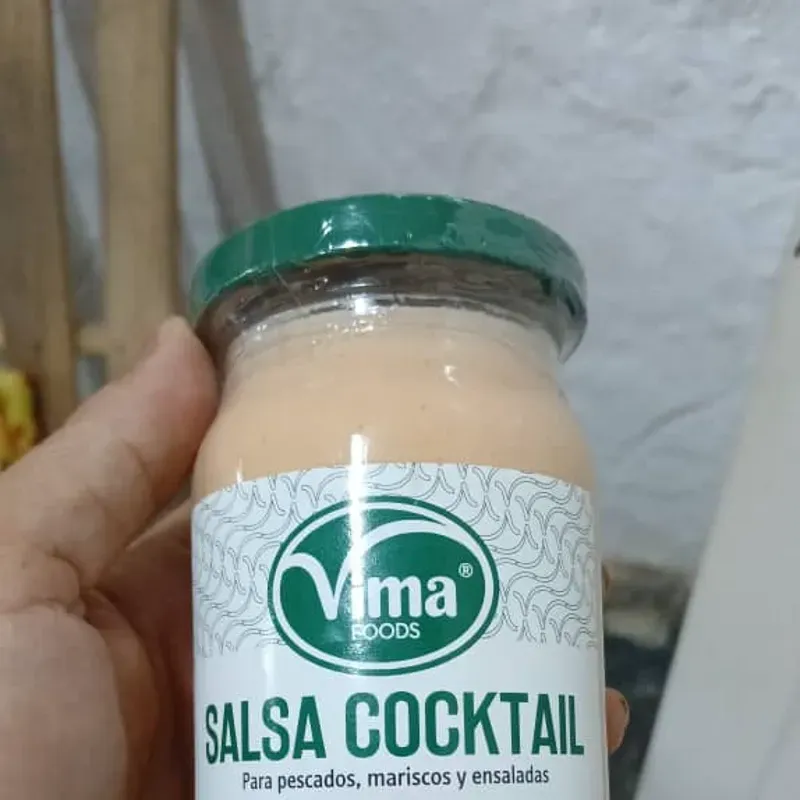 Vima®
FOODS
SALSA COCKTAIL
Para pescados, mariscos y ensaladas